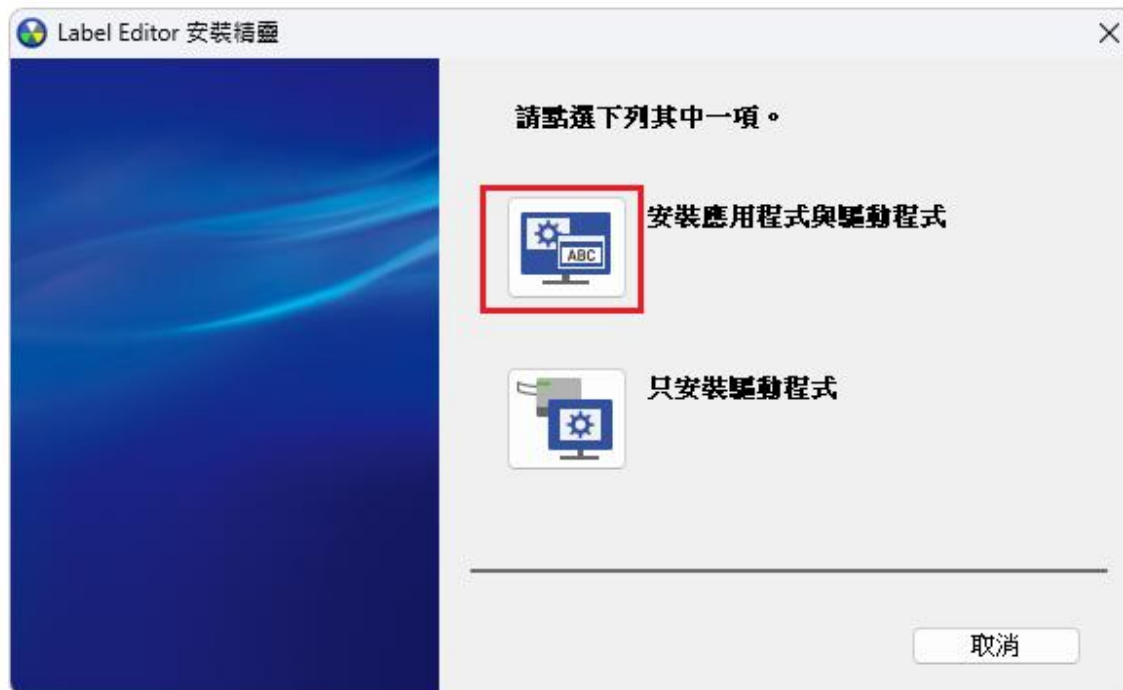 Label Editor 安裝精靈
請點選下列其中一項。
安裝應用程式與驅動程式
ABC
只安裝驅動程式
取消